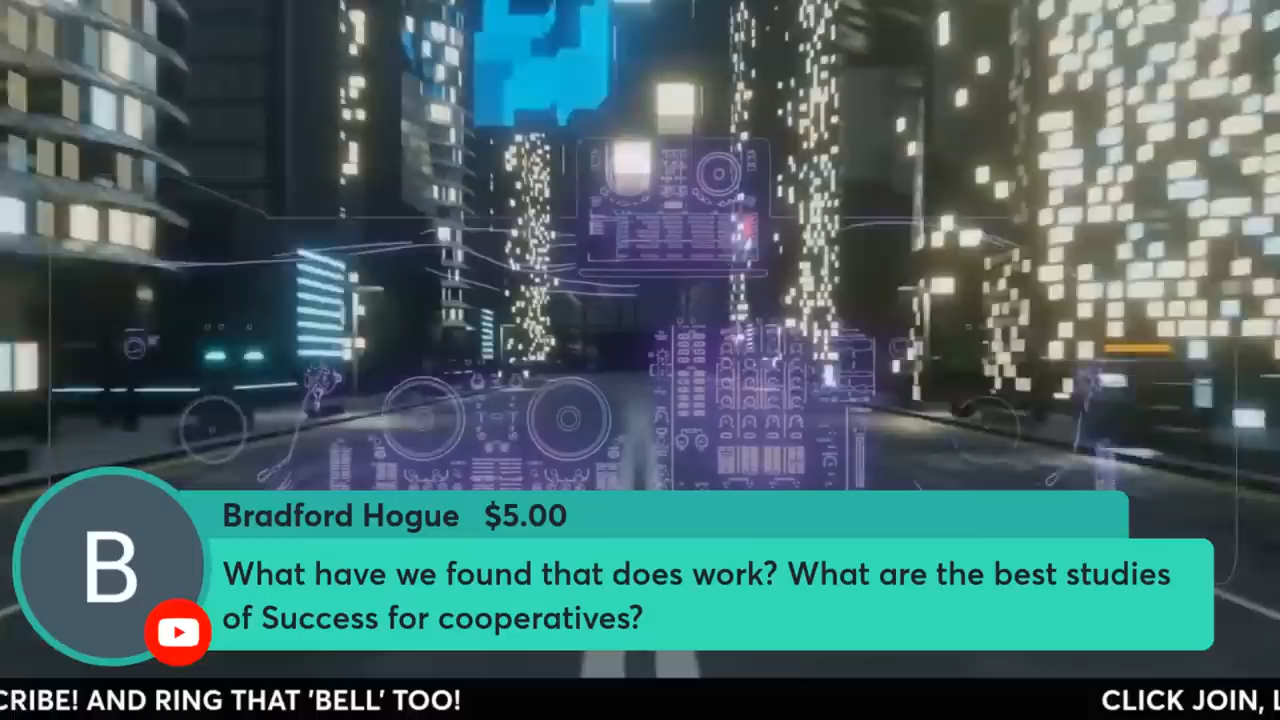 B
Bradford Hogue $5.00
What have we found that does work? What are the best studies
of Success for cooperatives?
CRIBE! AND RING THAT 'BELL' TOO!
CLICK JOIN, L